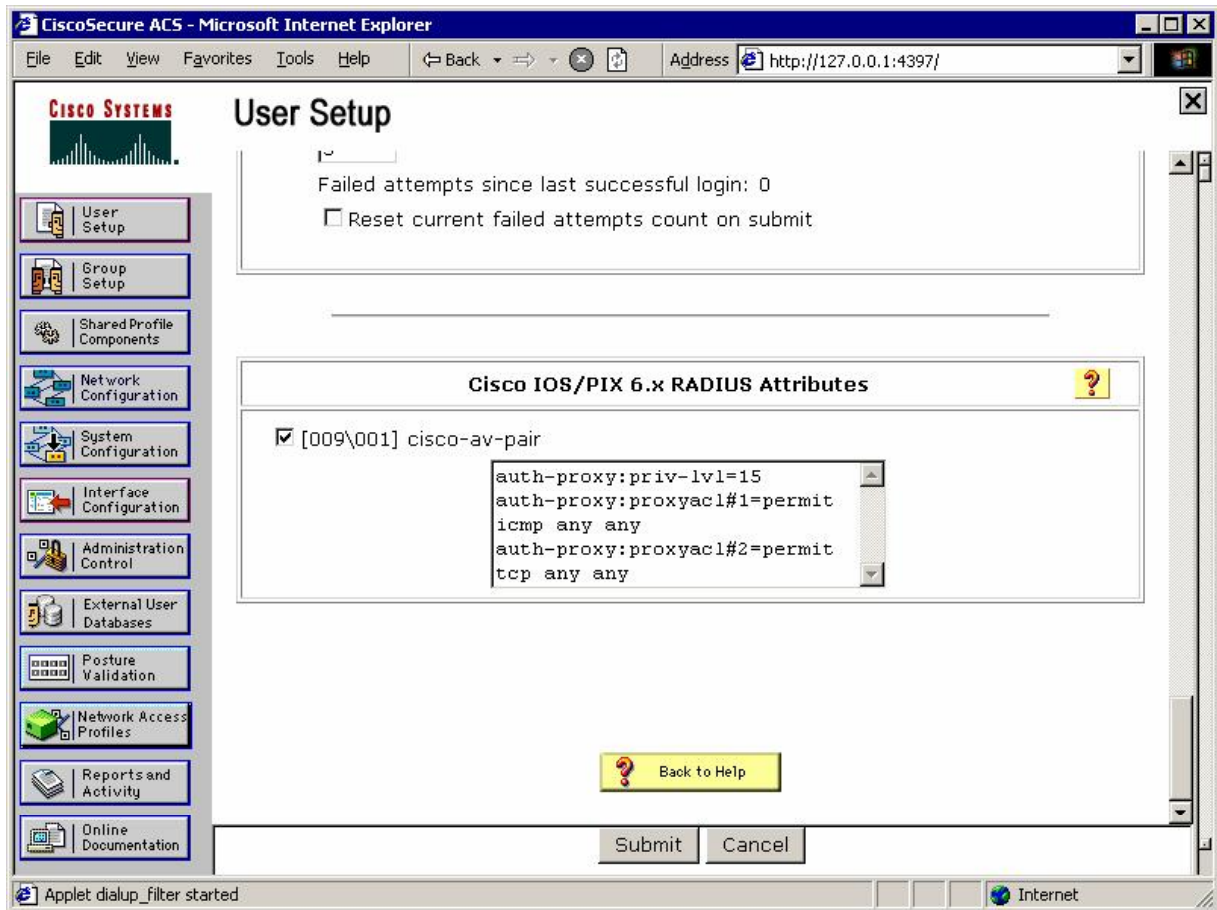 CiscoSecure ACS - Microsoft Internet Explorer
File Edit View Favorites Tools Help Back Address http://127.0.0.1:4397/
CISCO SYSTEMS
User Setup
User
Setup
Group
Setup
Shared Profile
Components
Network
Configuration
System
Configuration
Interface
Configuration
Administration
Control
External User
Databases
Posture
Validation
Network Access
Profiles
Reports and
Activity
Online
Documentation
Failed attempts since last successful login: 0
Reset current failed attempts count on submit
Cisco IOS/PIX 6.x RADIUS Attributes
?
[009\001] cisco-av-pair
auth-proxy:priv-lvl=15
auth-proxy:proxyacl#1=permit
icmp any any
auth-proxy:proxyacl#2=permit
tcp any any
? Back to Help
Submit Cancel
Applet dialup_filter started Internet